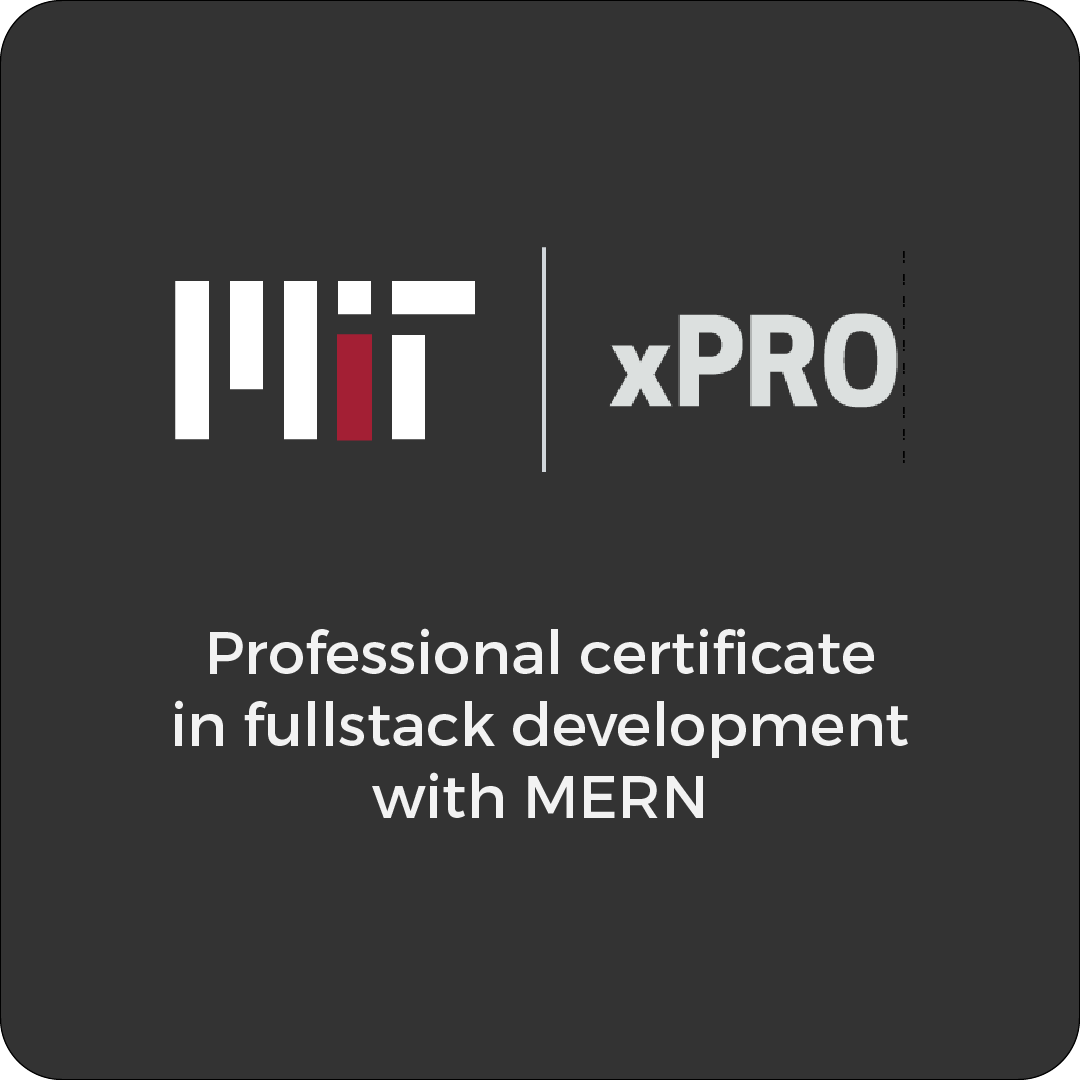 MIT
xPRO
Professional certificate
in fullstack development
with MERN